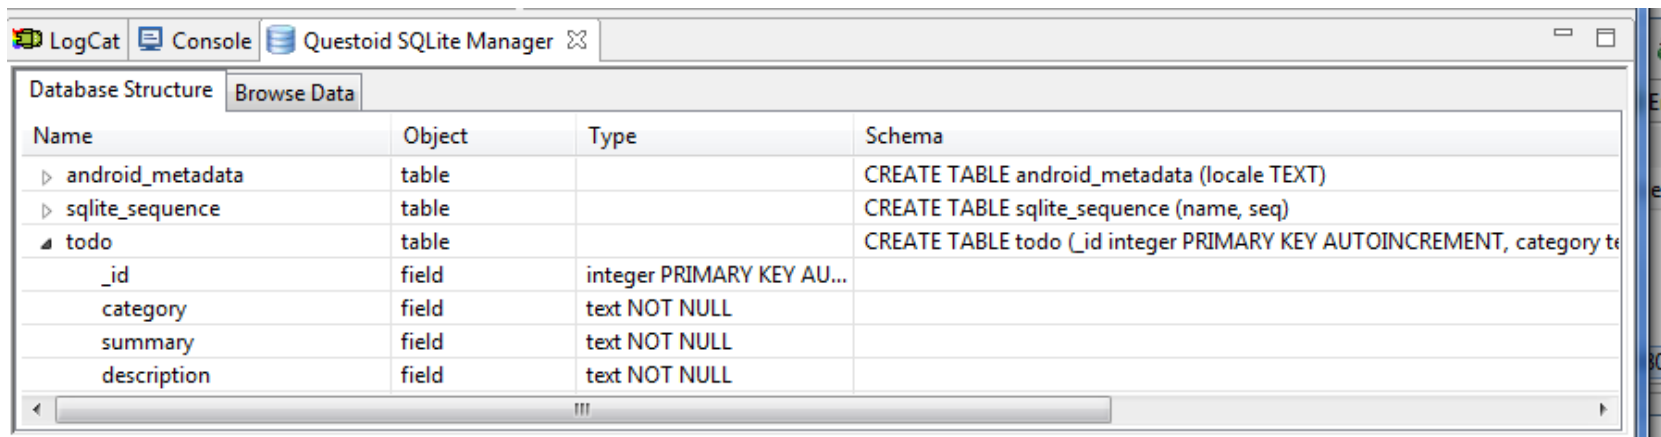 LogCat Console Questoid SQLite Manager
Database Structure Browse Data
Name Object Type Schema
android_metadata table CREATE TABLE android_metadata (locale TEXT)
sqlite_sequence table CREATE TABLE sqlite_sequence (name, seq)
todo table CREATE TABLE todo (_id integer PRIMARY KEY AUTOINCREMENT, category te
_id field integer PRIMARY KEY AU...
category field text NOT NULL
summary field text NOT NULL
description field text NOT NULL